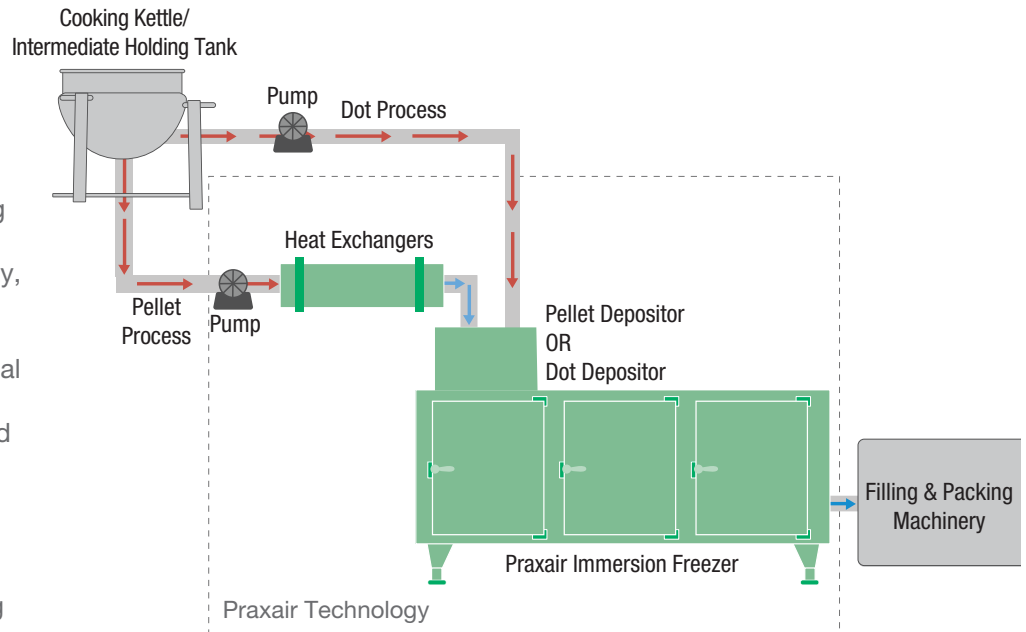 Cooking Kettle/
Intermediate Holding Tank
Pump
Dot Process
g
y,
al
d
g
Heat Exchangers
Pellet
Process
Pump
Pellet Depositor
OR
Dot Depositor
Filling & Packing
Machinery
Praxair Immersion Freezer
Praxair Technology